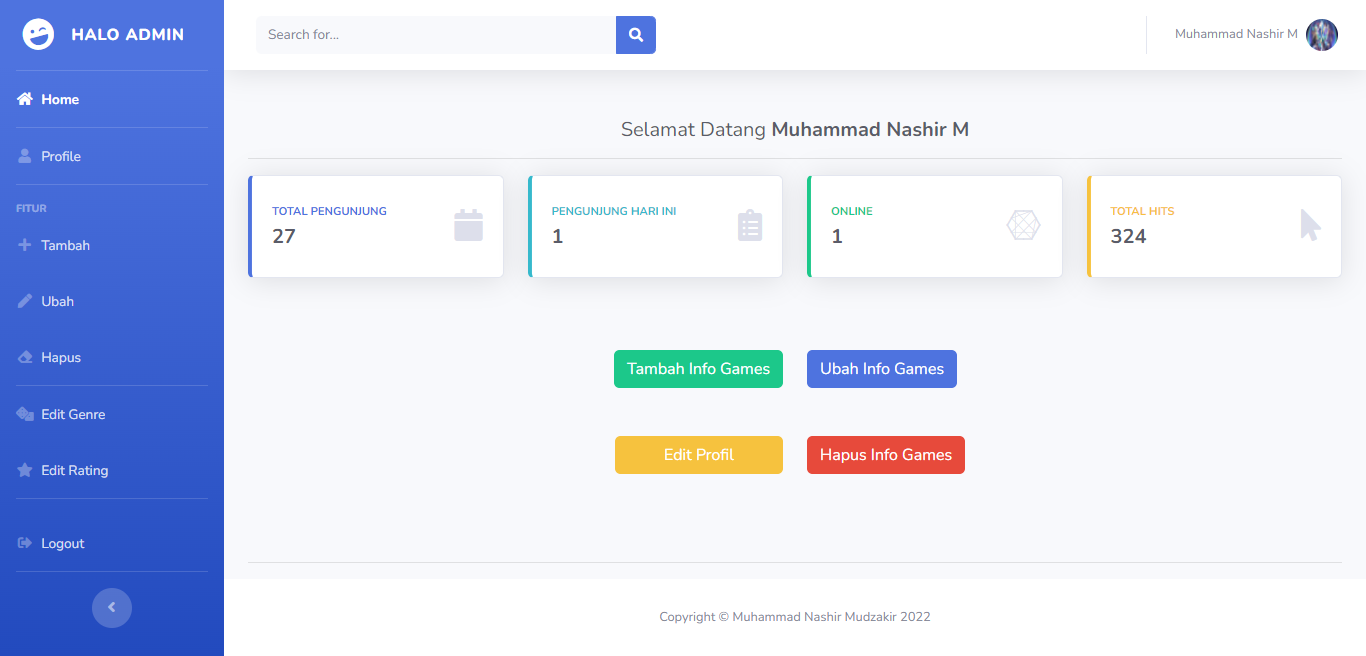 HALO ADMIN
Home
Profile
FITUR
Tambah
Ubah
Hapus
Edit Genre
Edit Rating
Logout
Search for...
Muhammad Nashir M
Selamat Datang Muhammad Nashir M
TOTAL PENGUNJUNG
27
PENGUNJUNG HARI INI
1
ONLINE
1
TOTAL HITS
324
Tambah Info Games
Ubah Info Games
Edit Profil
Hapus Info Games
Copyright © Muhammad Nashir Mudzakir 2022